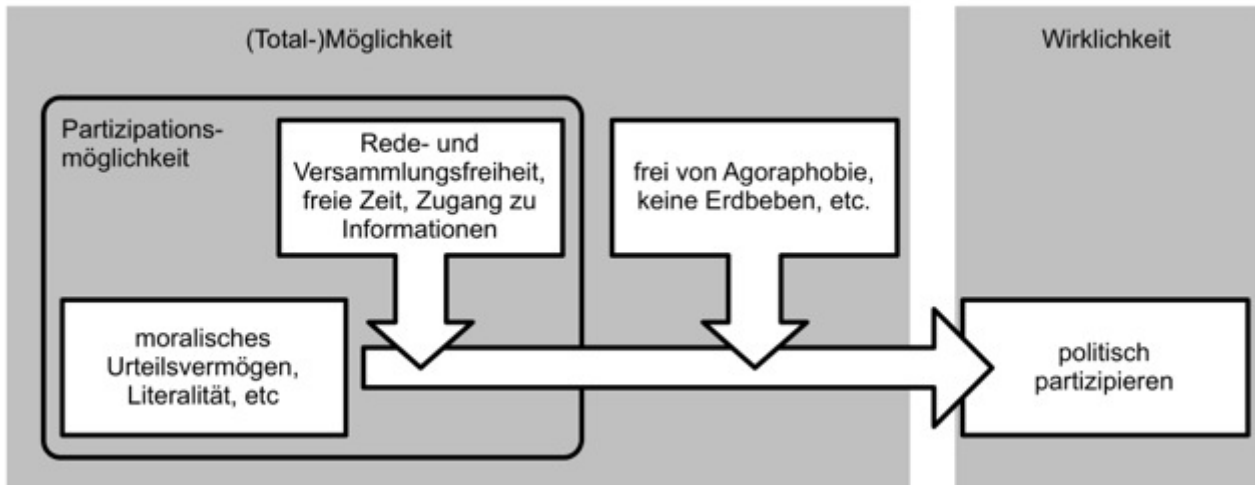 (Total-)Möglichkeit
Wirklichkeit
Partizipations-
möglichkeit
Rede- und
Versammlungsfreiheit,
freie Zeit, Zugang zu
Informationen
frei von Agoraphobie,
keine Erdbeben, etc.
moralisches
Urteilsvermögen,
Literalität, etc
politisch
partizipieren